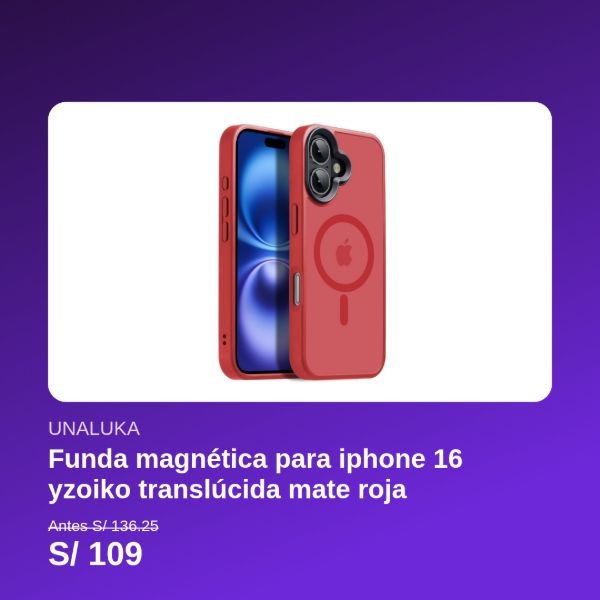 UNALUKA
Funda magnética para iphone 16
yzoiko translúcida mate roja
Antes S/ 136.25
S/ 109